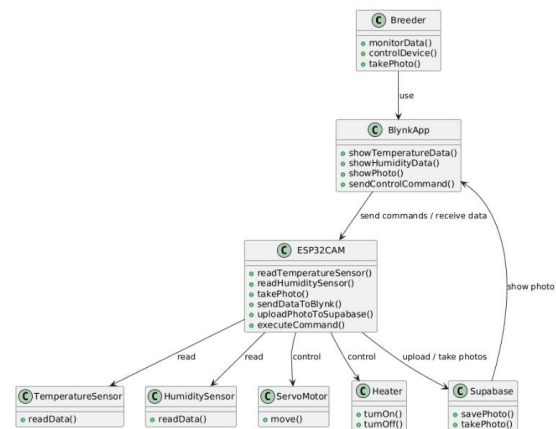 C Breeder
monitorData()
controlDevice()
takePhoto()
use
C BlynkApp
showTemperatureData()
showHumidityData()
showPhoto()
sendControlCommand()
send commands / receive data
C ESP32CAM
readTemperatureSensor()
readHumiditySensor()
takePhoto()
sendDataToBlynk()
uploadPhotoToSupabase()
executeCommand()
show photo
read
read
control
control
upload / take photos
C TemperatureSensor
readData()
C HumiditySensor
readData()
C ServoMotor
move()
C Heater
turnOn()
turnOff()
C Supabase
savePhoto()
takePhoto()